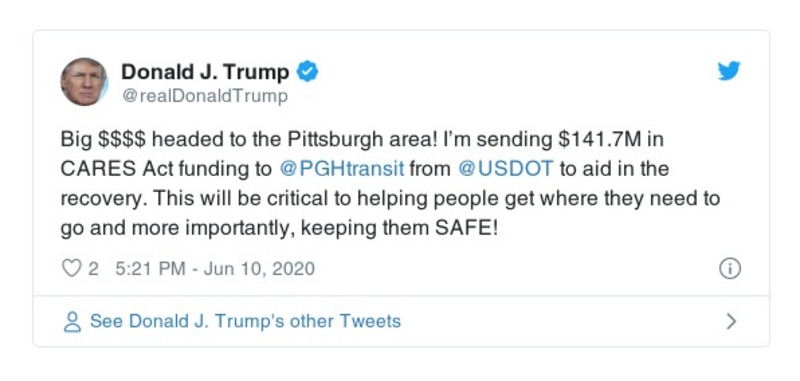 Donald J. Trump
@realDonaldTrump
Big $$$$ headed to the Pittsburgh area! I'm sending $141.7M in
CARES Act funding to @PGHtransit from @USDOT to aid in the
recovery. This will be critical to helping people get where they need to
go and more importantly, keeping them SAFE!
2 5:21 PM - Jun 10, 2020
See Donald J. Trump's other Tweets